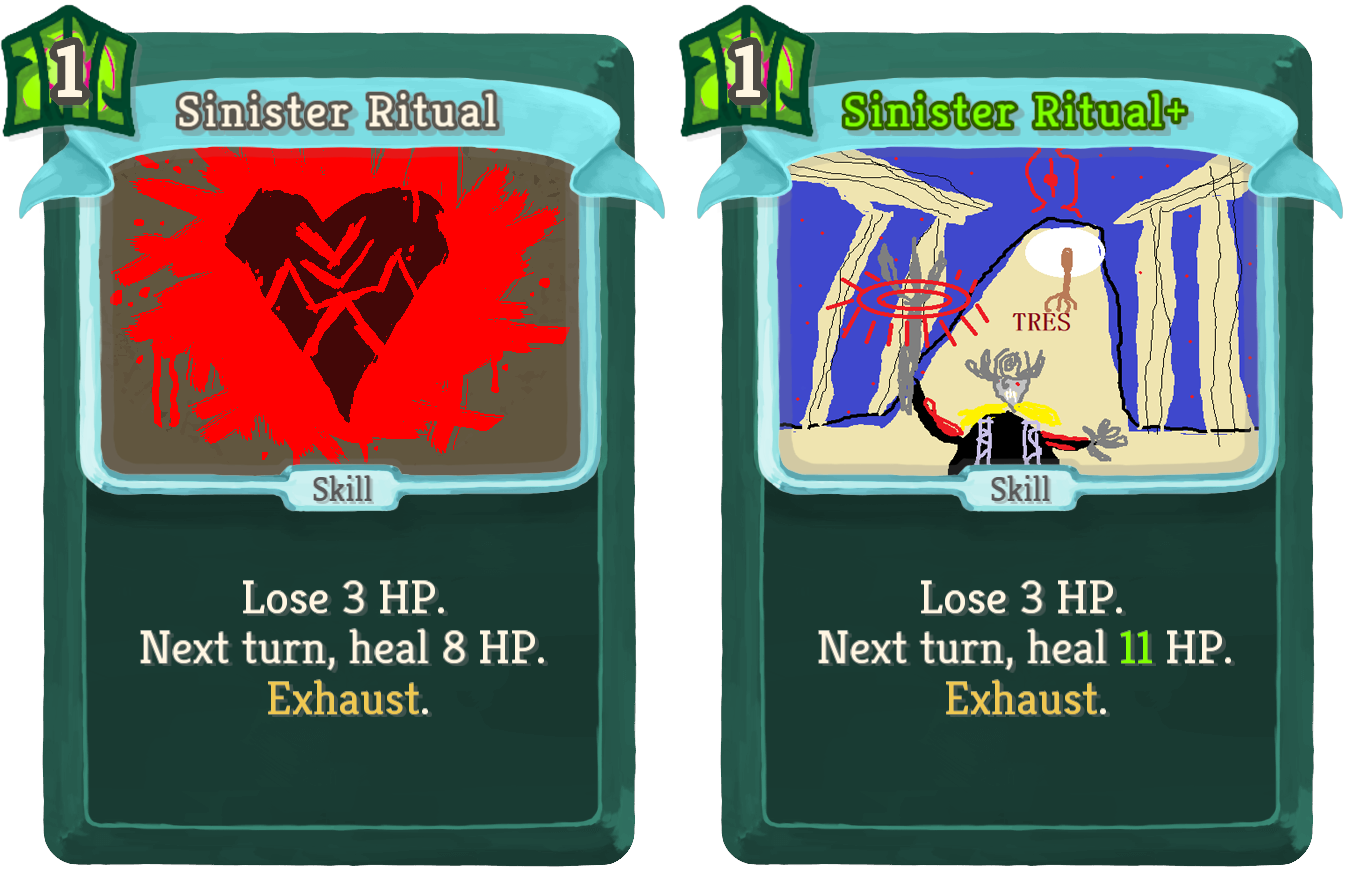 1
Sinister Ritual
Skill
Lose 3 HP.
Next turn, heal 8 HP.
Exhaust.
1
Sinister Ritual+
TRES
Skill
Lose 3 HP.
Next turn, heal 11 HP.
Exhaust.